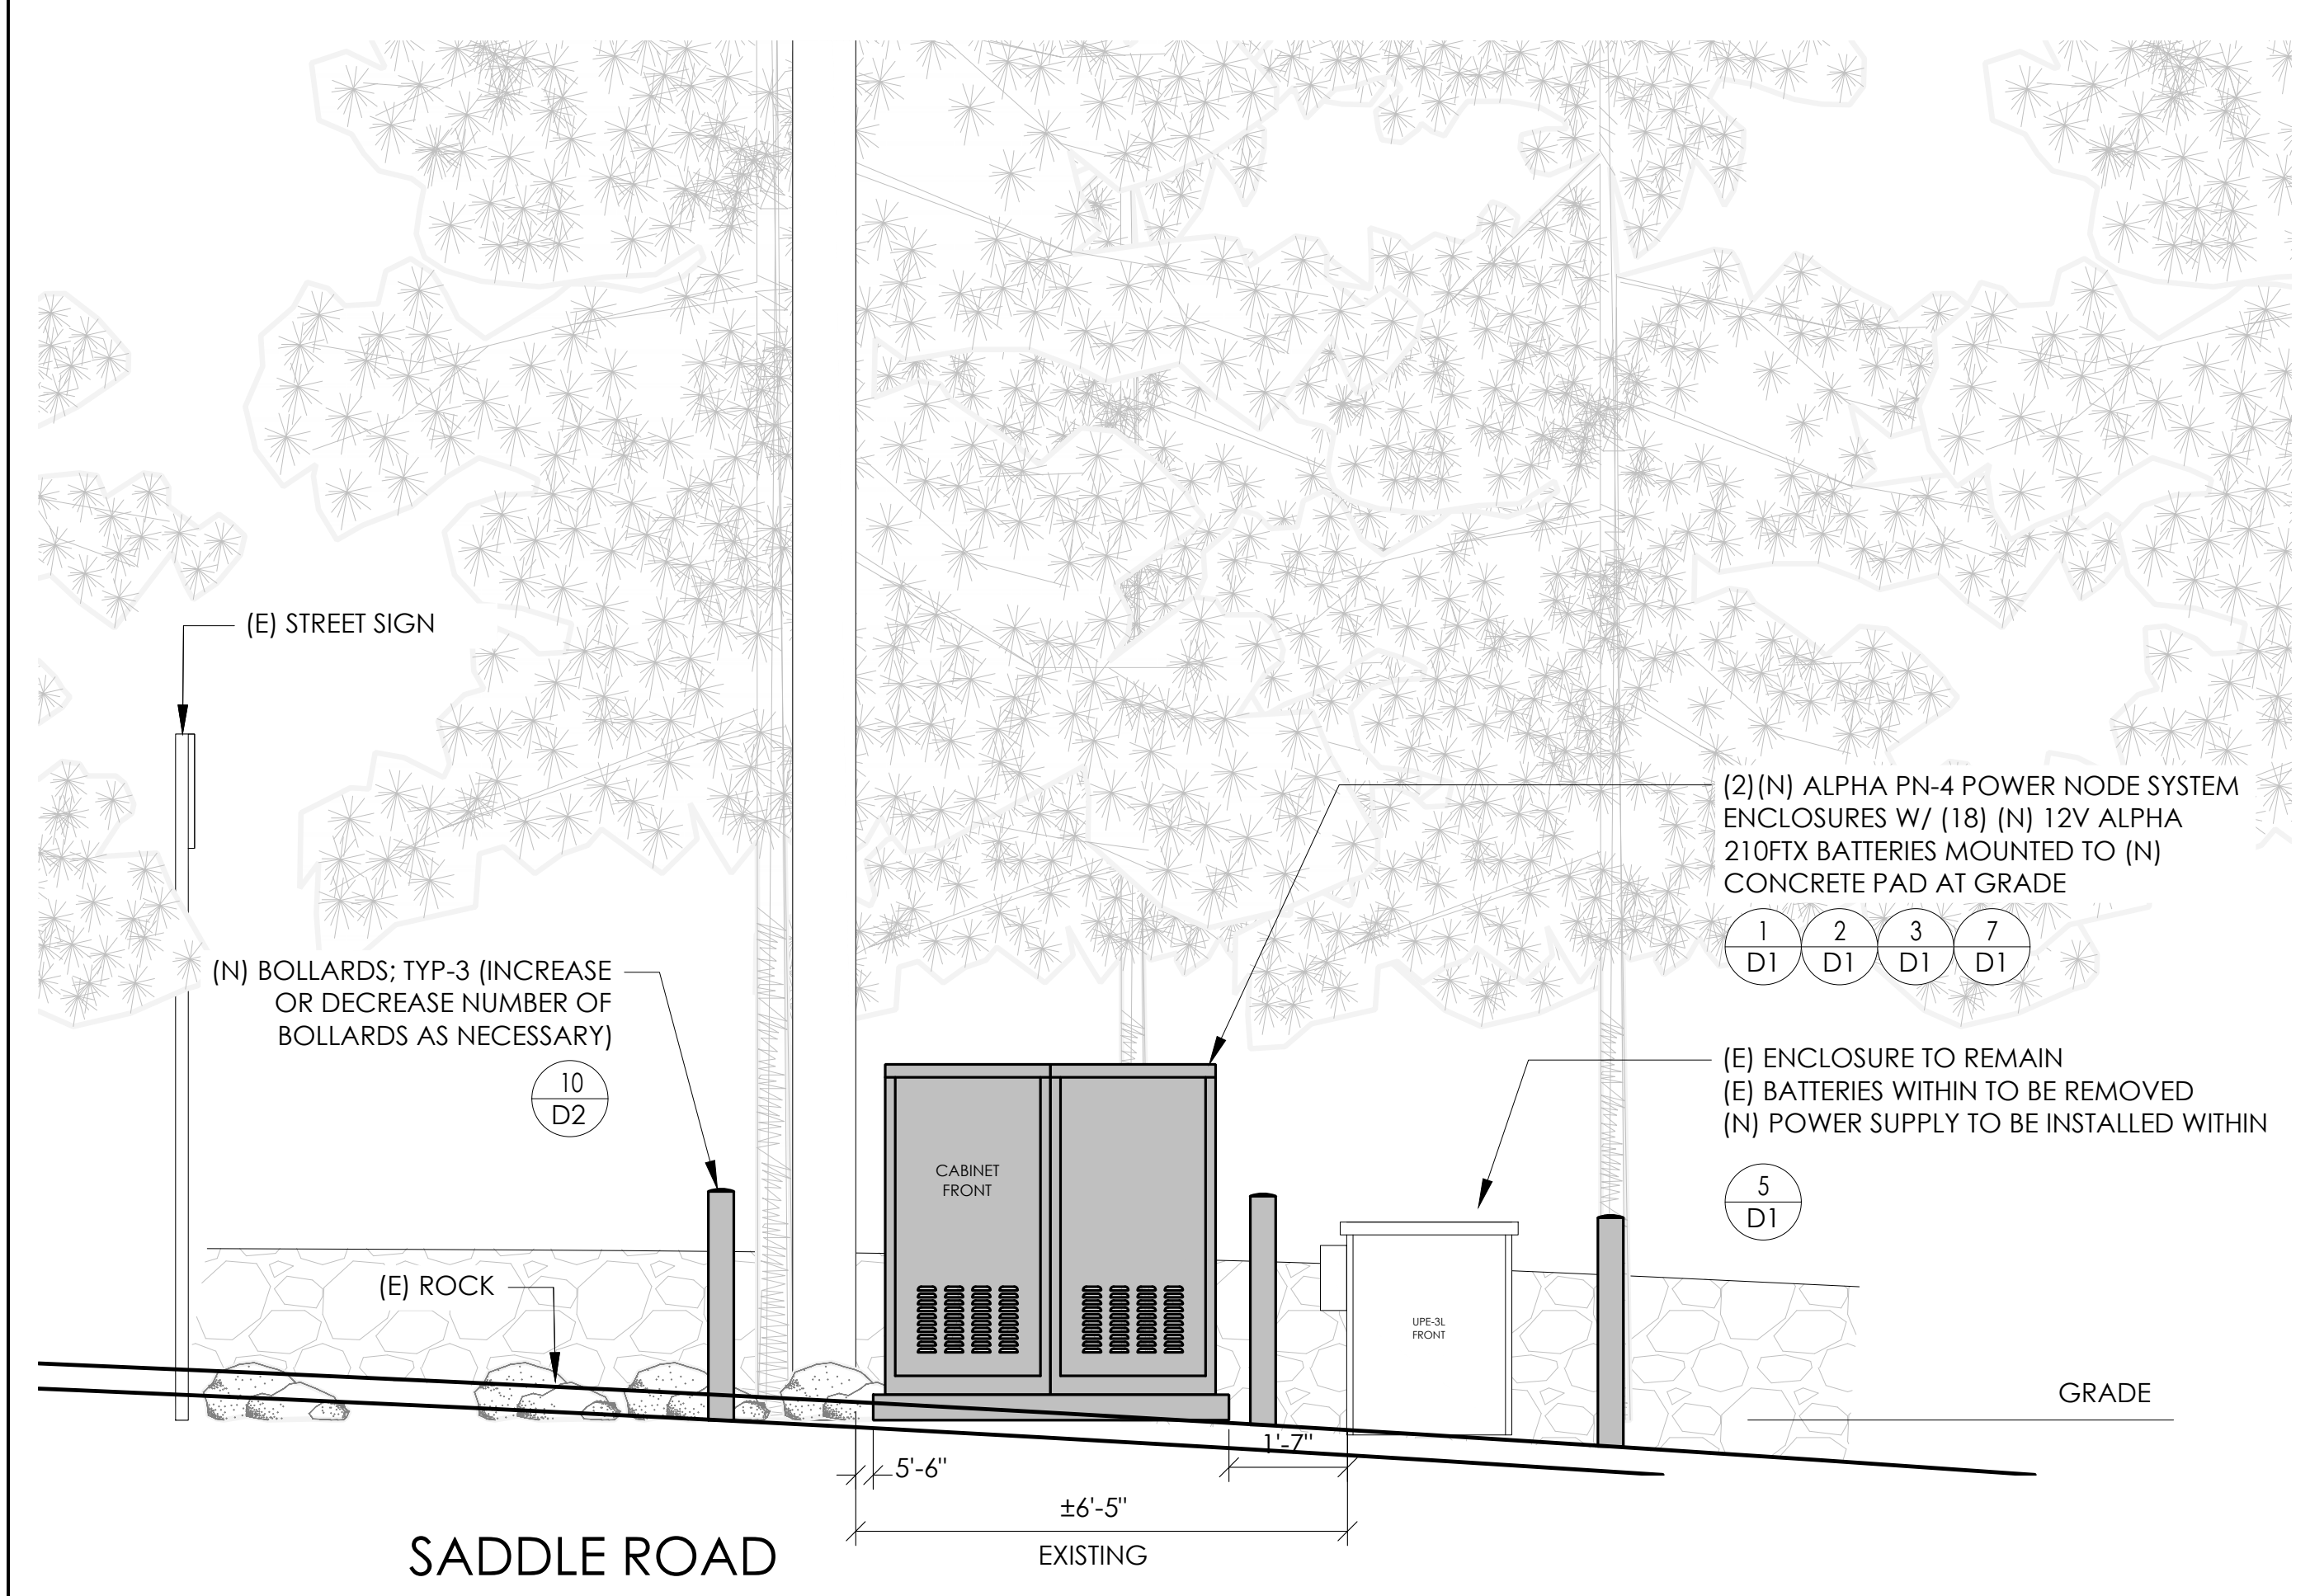 (E) STREET SIGN
(2)(N) ALPHA PN-4 POWER NODE SYSTEM
ENCLOSURES W/ (18) (N) 12V ALPHA
210FTX BATTERIES MOUNTED TO (N)
CONCRETE PAD AT GRADE
1 2 3 7
D1 D1 D1 D1
(N) BOLLARDS; TYP-3 (INCREASE
OR DECREASE NUMBER OF
BOLLARDS AS NECESSARY)
10
D2
(E) ENCLOSURE TO REMAIN
(E) BATTERIES WITHIN TO BE REMOVED
(N) POWER SUPPLY TO BE INSTALLED WITHIN
5
D1
CABINET
FRONT
(E) ROCK
UPE-3L
FRONT
GRADE
1'-7"
5'-6"
±6'-5"
EXISTING
SADDLE ROAD